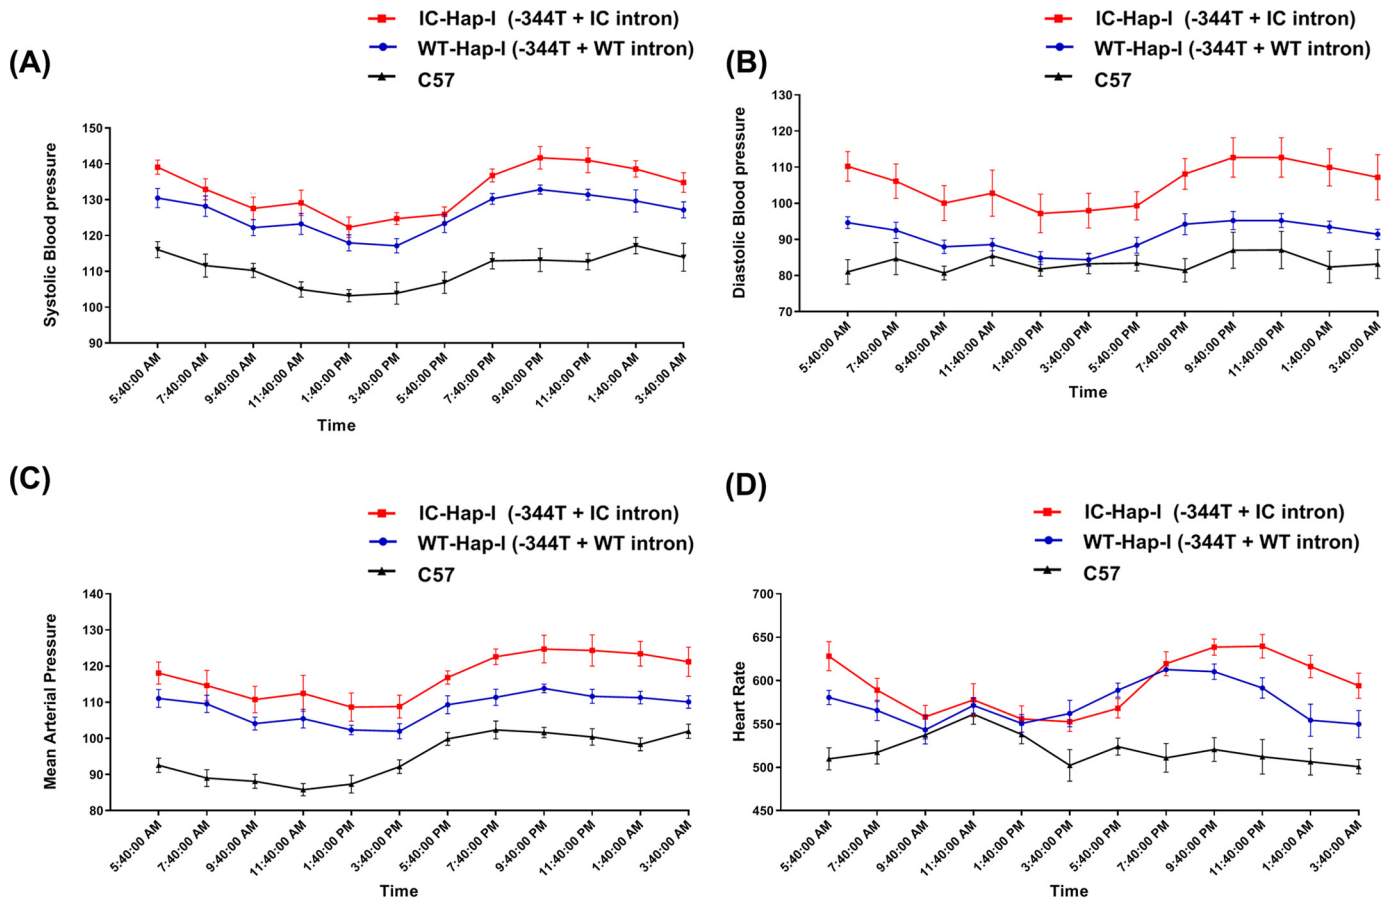 (A)
IC-Hap-I (-344T + IC intron)
WT-Hap-I (-344T + WT intron)
C57
Systolic Blood pressure
150
140
130
120
110
100
90
5:40:00 AM
7:40:00 AM
9:40:00 AM
11:40:00 AM
1:40:00 PM
3:40:00 PM
5:40:00 PM
7:40:00 PM
9:40:00 PM
11:40:00 PM
1:40:00 AM
3:40:00 AM
Time
(B)
IC-Hap-I (-344T + IC intron)
WT-Hap-I (-344T + WT intron)
C57
Diastolic Blood pressure
130
120
110
100
90
80
70
5:40:00 AM
7:40:00 AM
9:40:00 AM
11:40:00 AM
1:40:00 PM
3:40:00 PM
5:40:00 PM
7:40:00 PM
9:40:00 PM
11:40:00 PM
1:40:00 AM
3:40:00 AM
Time
(C)
IC-Hap-I (-344T + IC intron)
WT-Hap-I (-344T + WT intron)
C57
Mean Arterial Pressure
140
130
120
110
100
90
80
5:40:00 AM
7:40:00 AM
9:40:00 AM
11:40:00 AM
1:40:00 PM
3:40:00 PM
5:40:00 PM
7:40:00 PM
9:40:00 PM
11:40:00 PM
1:40:00 AM
3:40:00 AM
Time
(D)
IC-Hap-I (-344T + IC intron)
WT-Hap-I (-344T + WT intron)
C57
Heart Rate
700
650
600
550
500
450
5:40:00 AM
7:40:00 AM
9:40:00 AM
11:40:00 AM
1:40:00 PM
3:40:00 PM
5:40:00 PM
7:40:00 PM
9:40:00 PM
11:40:00 PM
1:40:00 AM
3:40:00 AM
Time